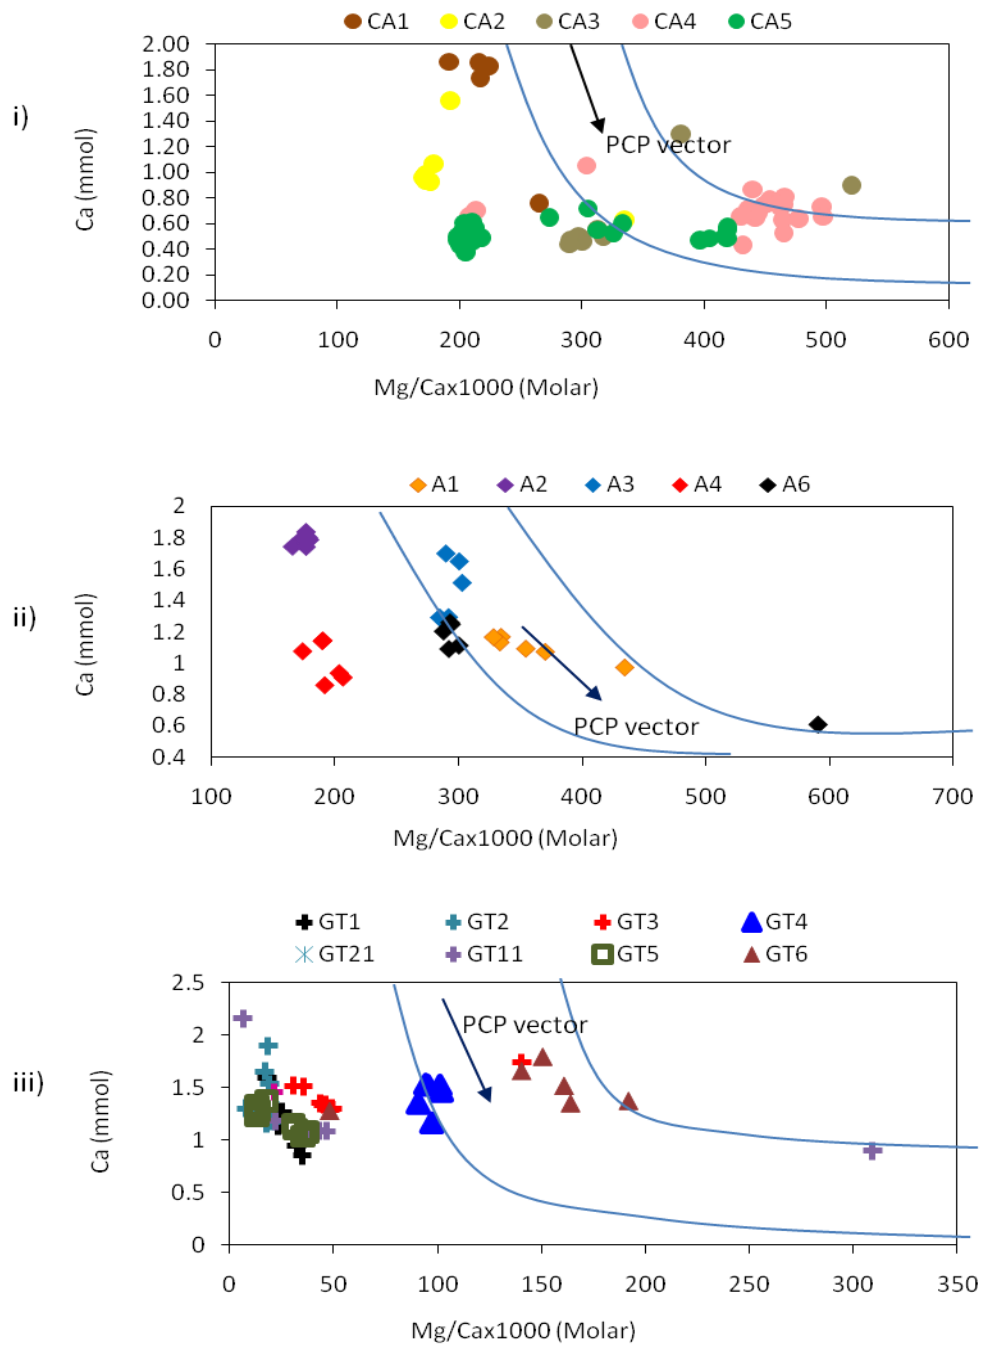 CA1 CA2 CA3 CA4 CA5
i)
Ca (mmol)
2.00
1.80
1.60
1.40
1.20
1.00
0.80
0.60
0.40
0.20
0.00
PCP vector
0 100 200 300 400 500 600
Mg/Cax1000 (Molar)
A1 A2 A3 A4 A6
ii)
Ca (mmol)
2
1.8
1.6
1.4
1.2
1
0.8
0.6
0.4
PCP vector
100 200 300 400 500 600 700
Mg/Cax1000 (Molar)
GT1 GT2 GT3 GT4
GT21 GT11 GT5 GT6
iii)
Ca (mmol)
2.5
2
1.5
1
0.5
0
PCP vector
0 50 100 150 200 250 300 350
Mg/Cax1000 (Molar)